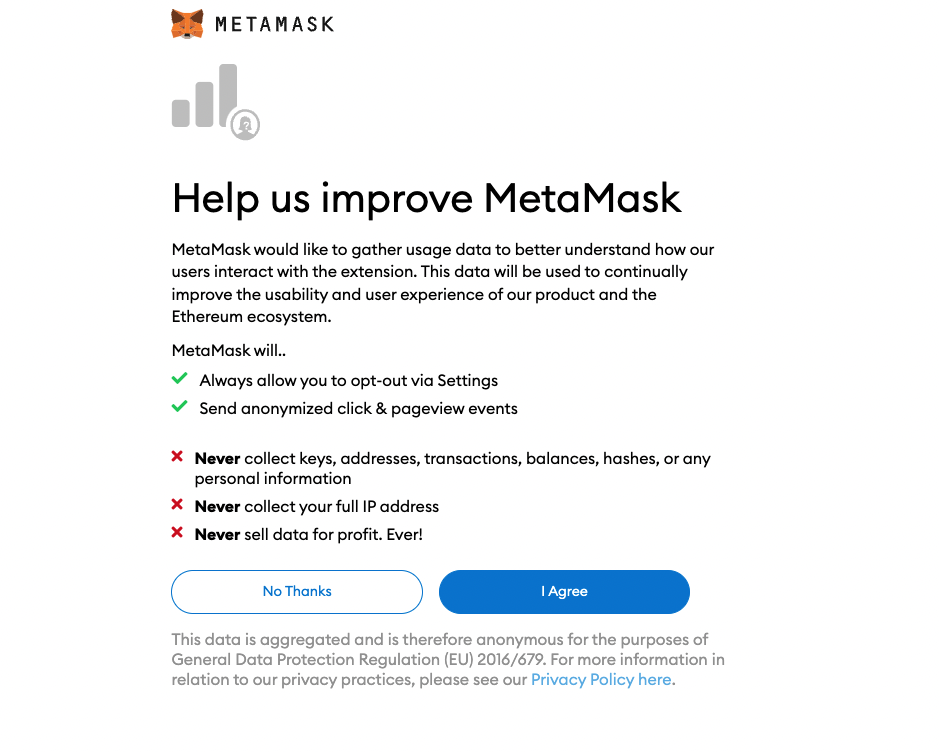 METAMASK
Help us improve MetaMask
MetaMask would like to gather usage data to better understand how our
users interact with the extension. This data will be used to continually
improve the usability and user experience of our product and the
Ethereum ecosystem.
MetaMask will..
Always allow you to opt-out via Settings
Send anonymized click & pageview events
Never collect keys, addresses, transactions, balances, hashes, or any
personal information
Never collect your full IP address
Never sell data for profit. Ever!
No Thanks
I Agree
This data is aggregated and is therefore anonymous for the purposes of
General Data Protection Regulation (EU) 2016/679. For more information in
relation to our privacy practices, please see our Privacy Policy here.